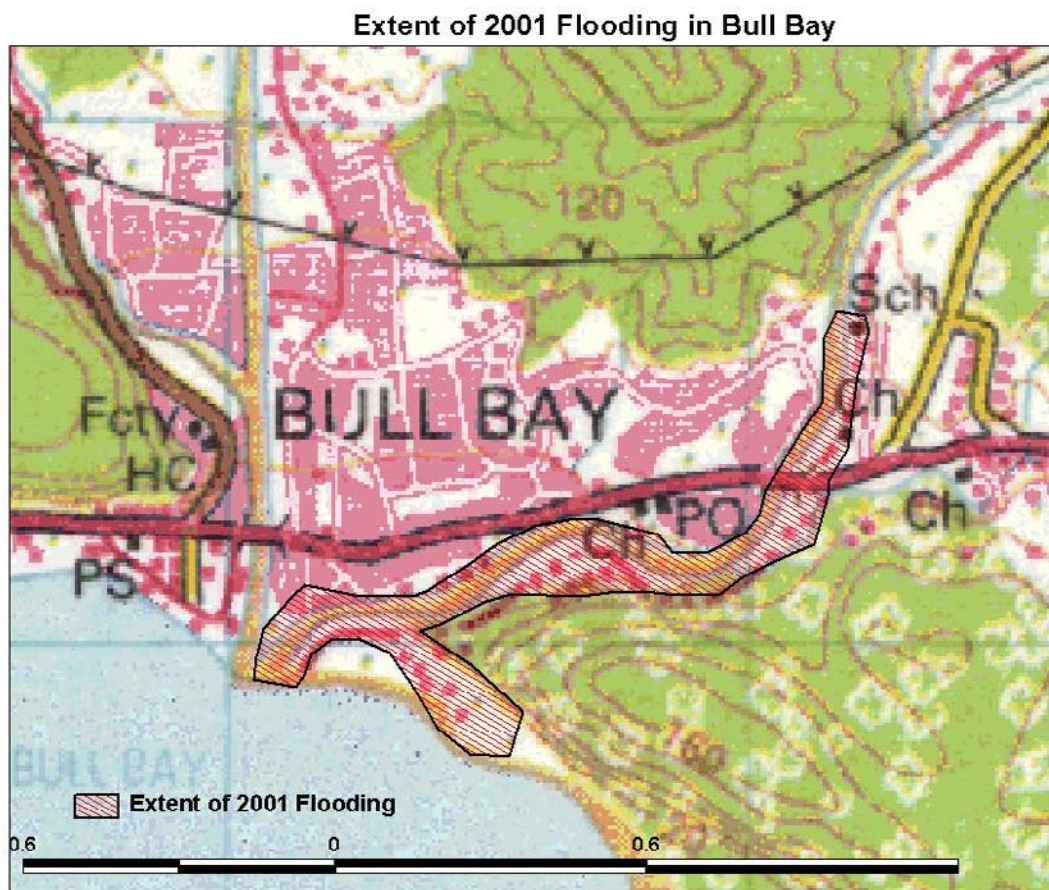 Extent of 2001 Flooding in Bull Bay
120
Sch
Ch
BULL BAY
Fcty
HC
Ch
PO
Ch
PS
160
BULL BAY
Extent of 2001 Flooding
0.6 0 0.6